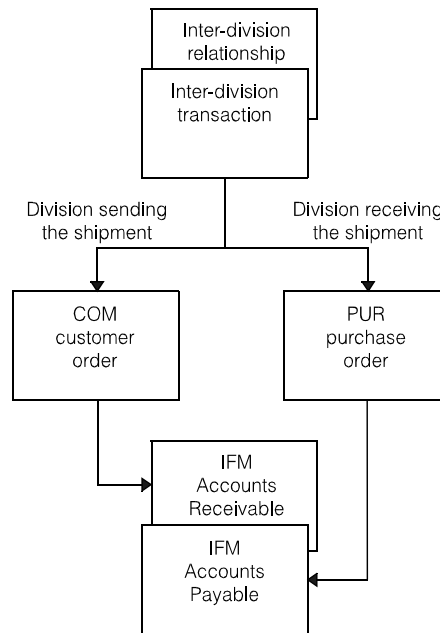 Inter-division
relationship
Inter-division
transaction
Division sending
the shipment
Division receiving
the shipment
COM
customer
order
PUR
purchase
order
IFM
Accounts
Receivable
IFM
Accounts
Payable